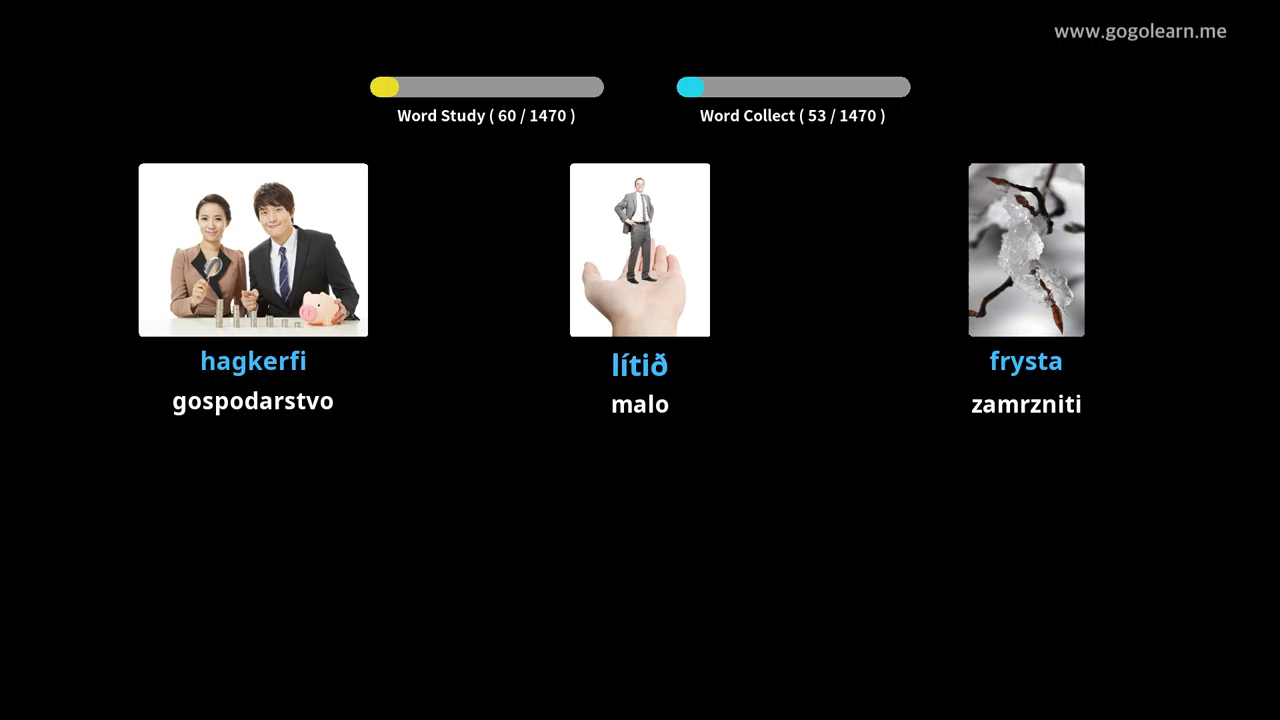 www.gogolearn.me
Word Study ( 60 / 1470 )
Word Collect ( 53 / 1470 )
hagkerfi
gospodarstvo
lítið
malo
frysta
zamrzniti